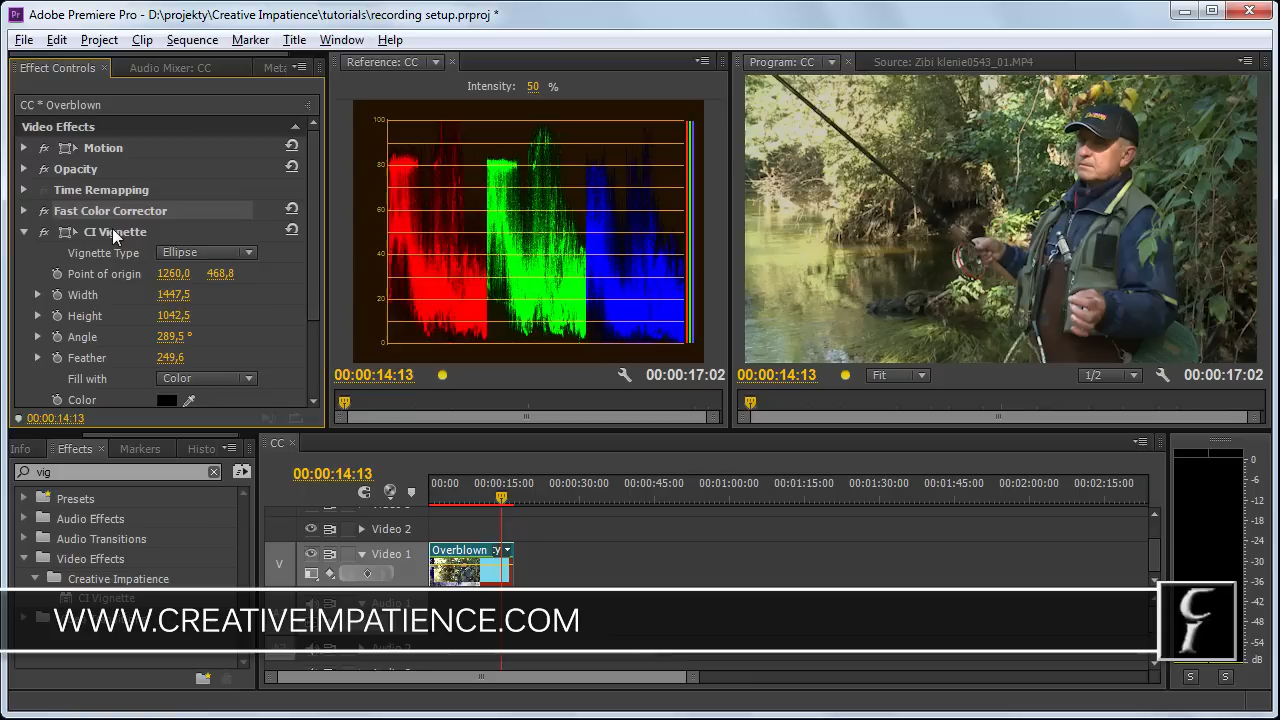 Adobe Premiere Pro - D:\projekty\Creative Impatience\tutorials\recording setup.prproj *
File Edit Project Clip Sequence Marker Title Window Help
Effect Controls × Audio Mixer: CC Meta
CC * Overblown
Video Effects
fx Motion
fx Opacity
Time Remapping
fx Fast Color Corrector
fx CI Vignette
Vignette Type Ellipse
Point of origin 1260,0 468,8
Width 1447,5
Height 1042,5
Angle 289,5 °
Feather 249,6
Fill with Color
Color
00:00:14:13
Reference: CC ×
Intensity: 50 %
100
80
60
40
20
0
00:00:14:13 00:00:17:02
Program: CC × Source: Zibi klenie0543_01.MP4
00:00:14:13 Fit 1/2 00:00:17:02
Info Effects × Markers Histo
vig
Presets
Audio Effects
Audio Transitions
Video Effects
Creative Impatience
CI Vignette
CC ×
00:00:14:13
00:00 00:00:15:00 00:00:30:00 00:00:45:00 00:01:00:00 00:01:15:00 00:01:30:00 00:01:45:00 00:02:00:00 00:02:15:00
Video 2
V Video 1
Overblown
Audio 1
WWW.CREATIVEIMPATIENCE.COM
CI
0
-6
-12
-18
-24
-30
-36
-42
-48
-54
dB
S S